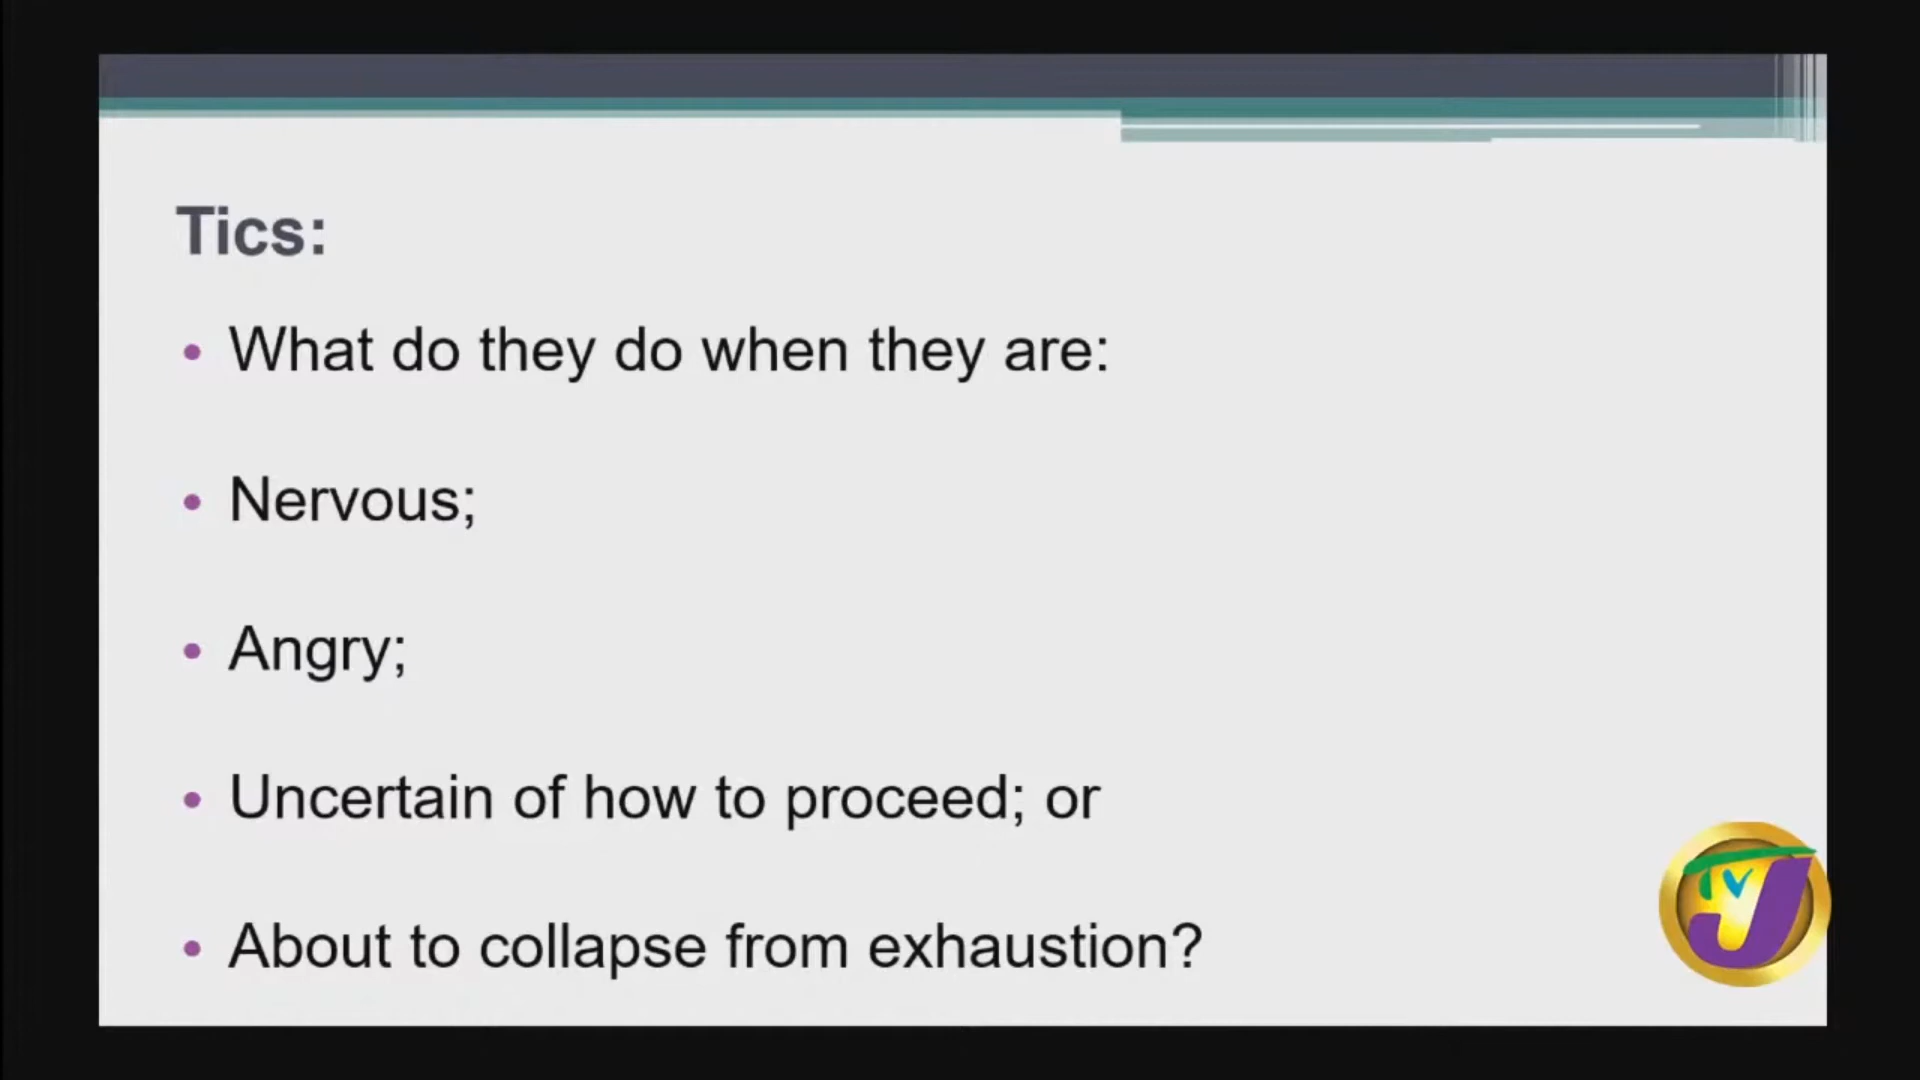 Tics:
• What do they do when they are:
• Nervous;
• Angry;
• Uncertain of how to proceed; or
• About to collapse from exhaustion?
TVJ